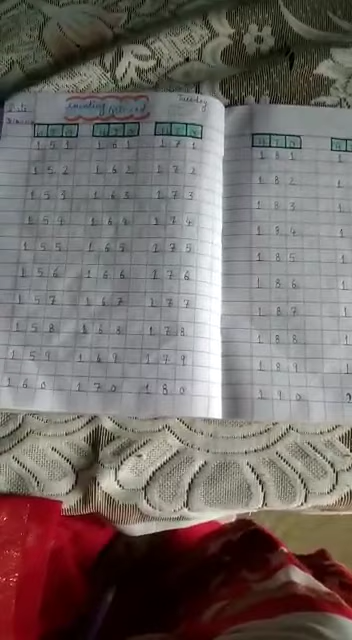 Tuesday
H T O H T O H T O
151 161 171
152 162 172
153 163 173
154 164 174
155 165 175
156 166 176
157 167 177
158 168 178
159 169 179
160 170 180
H T O
181
182
183
184
185
186
187
188
189
190